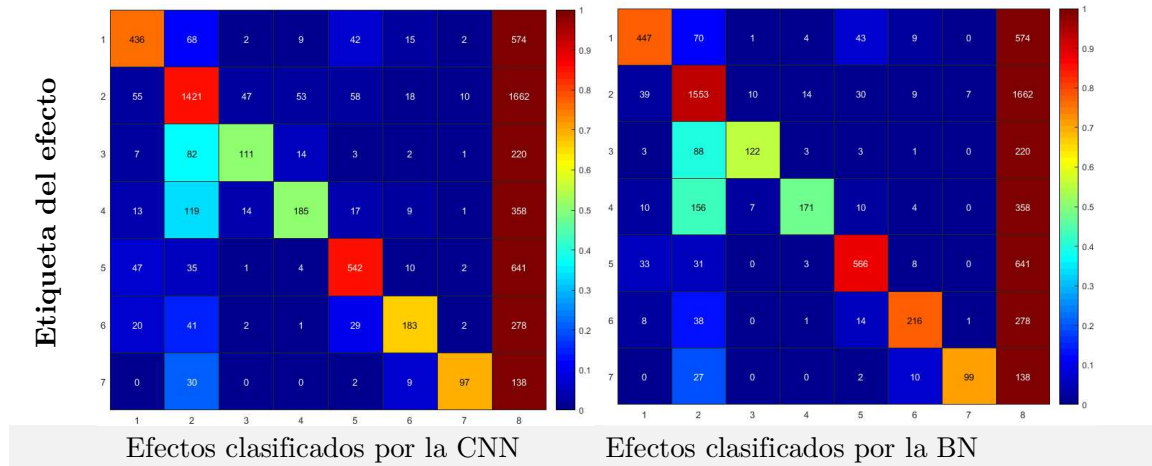 Etiqueta del efecto
1 436 68 2 9 42 15 2 574
2 55 1421 47 53 58 18 10 1662
3 7 82 111 14 3 2 1 220
4 13 119 14 185 17 9 1 358
5 47 35 1 4 542 10 2 641
6 20 41 2 1 29 183 2 278
7 0 30 0 0 2 9 97 138
1 2 3 4 5 6 7 8
1
0.9
0.8
0.7
0.6
0.5
0.4
0.3
0.2
0.1
0
Efectos clasificados por la CNN
1 447 70 1 4 43 9 0 574
2 39 1553 10 14 30 9 7 1662
3 3 88 122 3 3 1 0 220
4 10 156 7 171 10 4 0 358
5 33 31 0 3 566 8 0 641
6 8 38 0 1 14 216 1 278
7 0 27 0 0 2 10 99 138
1 2 3 4 5 6 7 8
1
0.9
0.8
0.7
0.6
0.5
0.4
0.3
0.2
0.1
0
Efectos clasificados por la BN